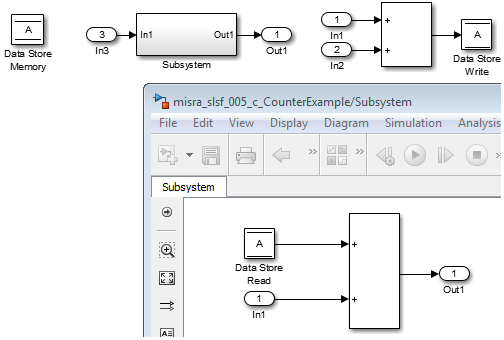 A
Data Store
Memory
3
In3
In1
Out1
Subsystem
1
Out1
1
In1
2
In2
+
+
A
Data Store
Write
misra_slsf_005_c_CounterExample/Subsystem
File Edit View Display Diagram Simulation Analysis
» »
Subsystem
A
Data Store
Read
1
In1
+
+
1
Out1
A